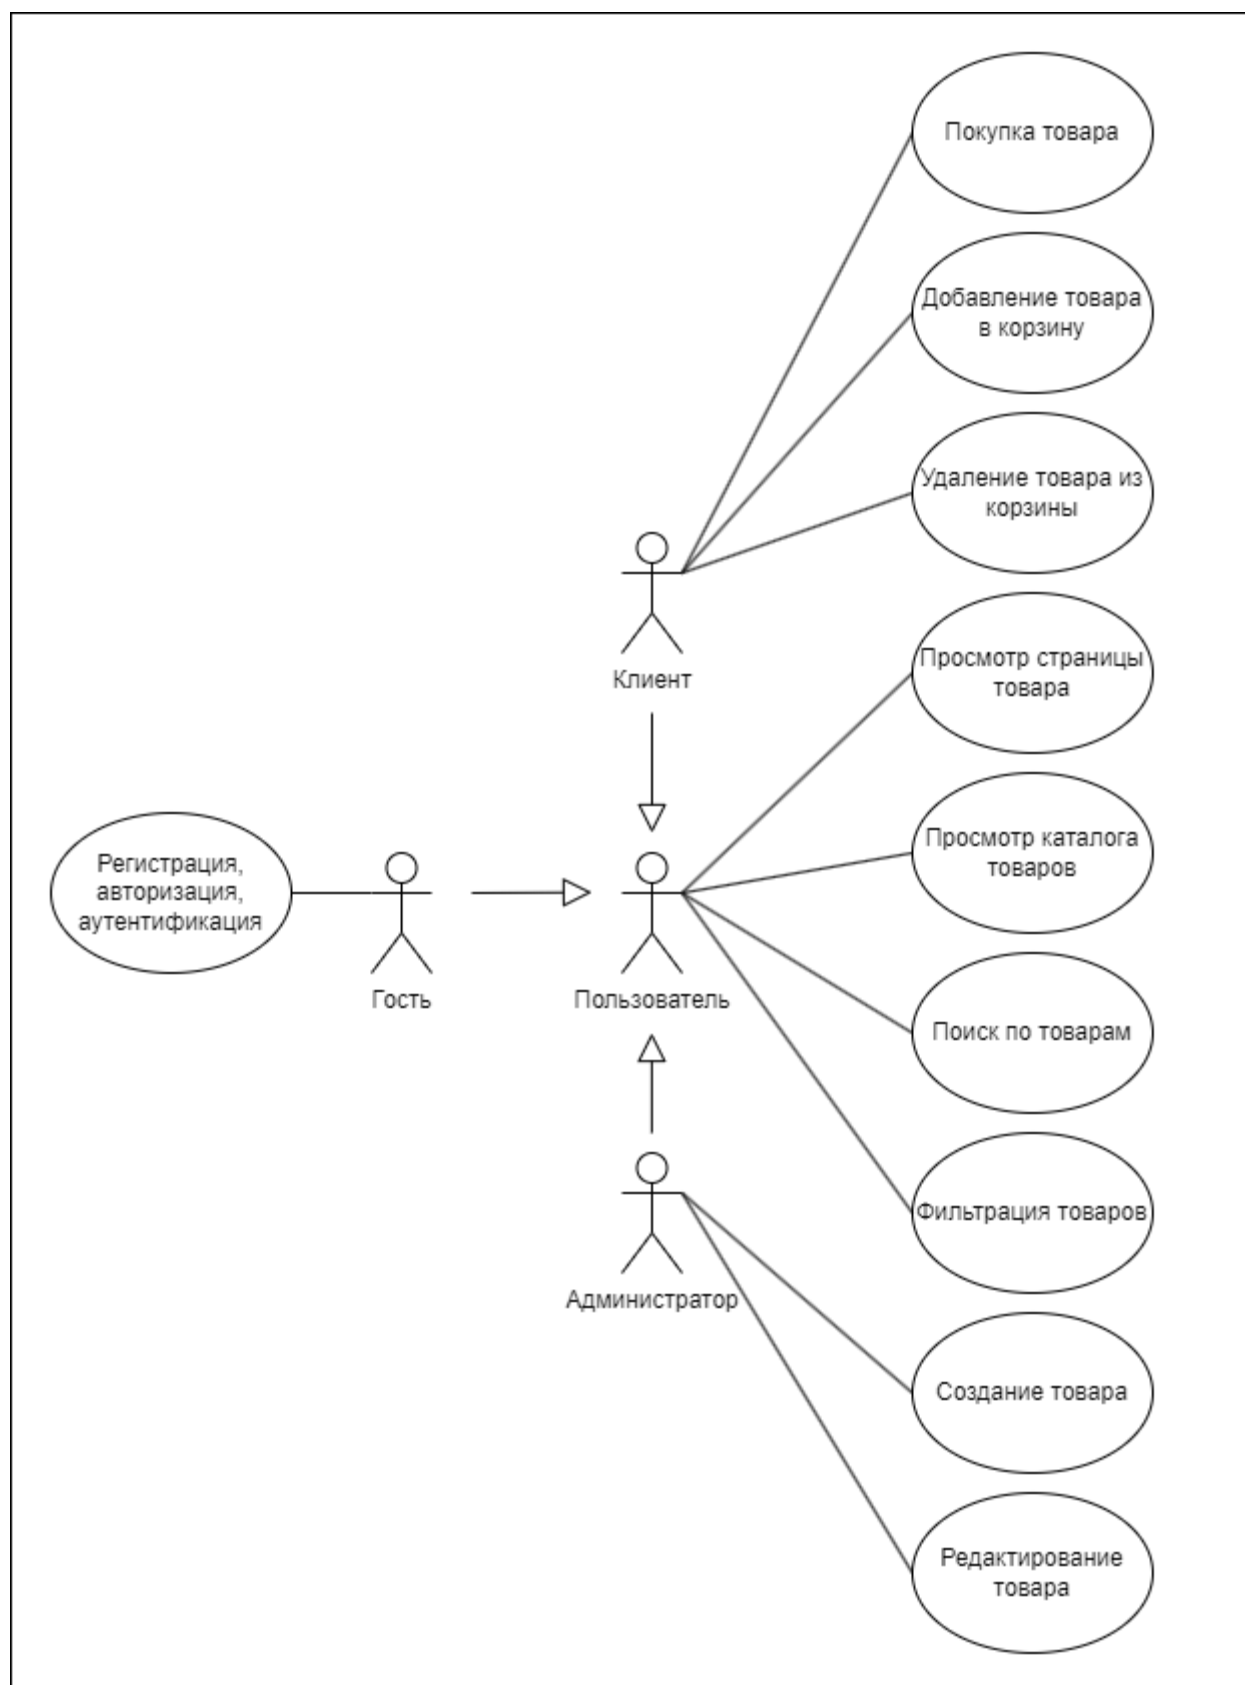 Покупка товара
Добавление товара
в корзину
Удаление товара из
корзины
Клиент
Просмотр страницы
товара
Просмотр каталога
товаров
Регистрация,
авторизация,
аутентификация
Гость
Пользователь
Поиск по товарам
Фильтрация товаров
Администратор
Создание товара
Редактирование
товара